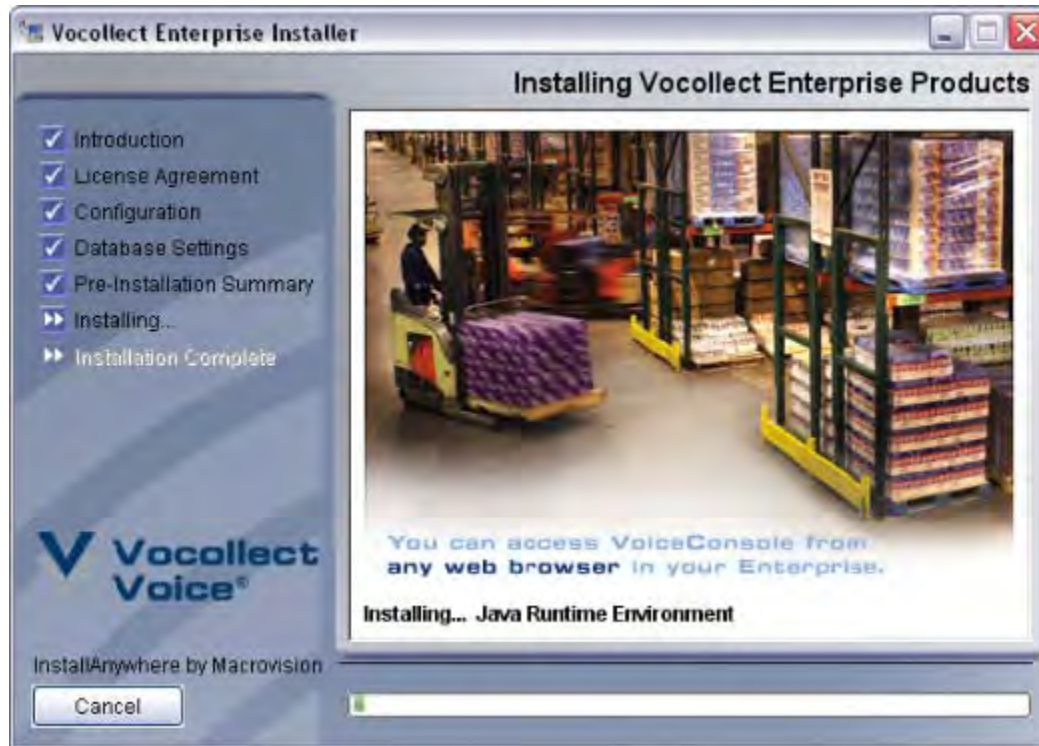 Vocollect Enterprise Installer
Installing Vocollect Enterprise Products
Introduction
License Agreement
Configuration
Database Settings
Pre-Installation Summary
Installing...
Installation Complete
Vocollect
Voice®
You can access VoiceConsole from
any web browser in your Enterprise.
Installing... Java Runtime Environment
InstallAnywhere by Macrovision
Cancel